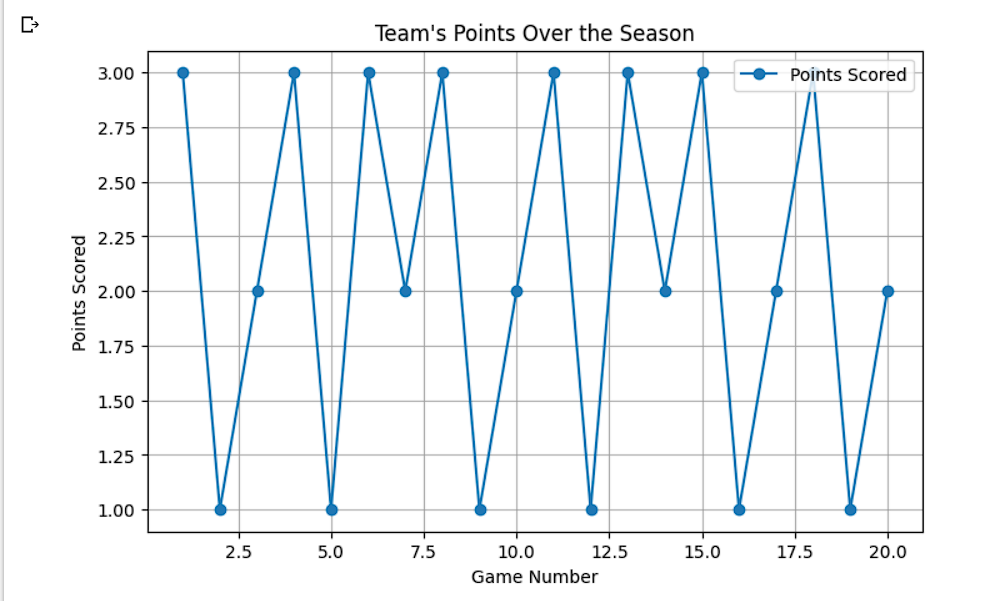 Team's Points Over the Season
Points Scored
3.00
2.75
2.50
2.25
2.00
1.75
1.50
1.25
1.00
Points Scored
2.5 5.0 7.5 10.0 12.5 15.0 17.5 20.0
Game Number